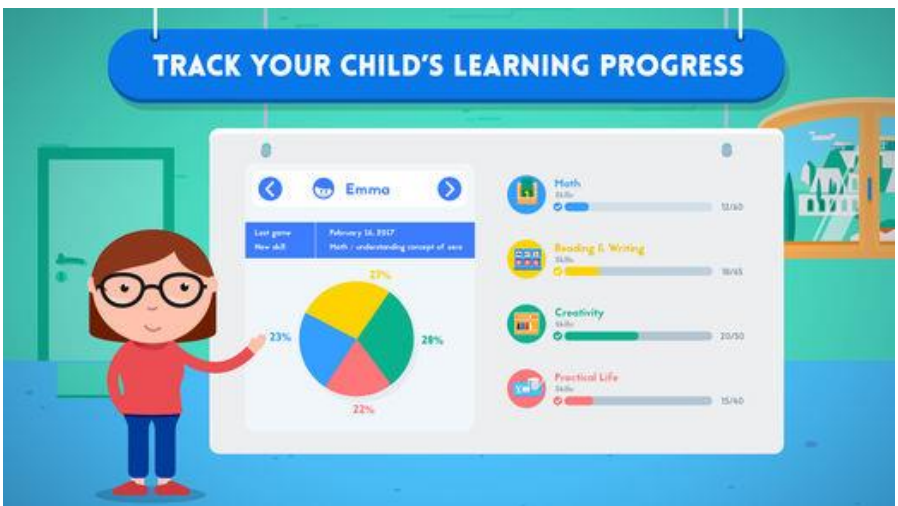 TRACK YOUR CHILD'S LEARNING PROGRESS
Emma
Last game February 16, 2017
New skill Math : understanding concept of zero
27%
23%
28%
22%
Math
Skills
12/60
Reading & Writing
Skills
18/65
Creativity
Skills
20/50
Practical Life
Skills
15/60